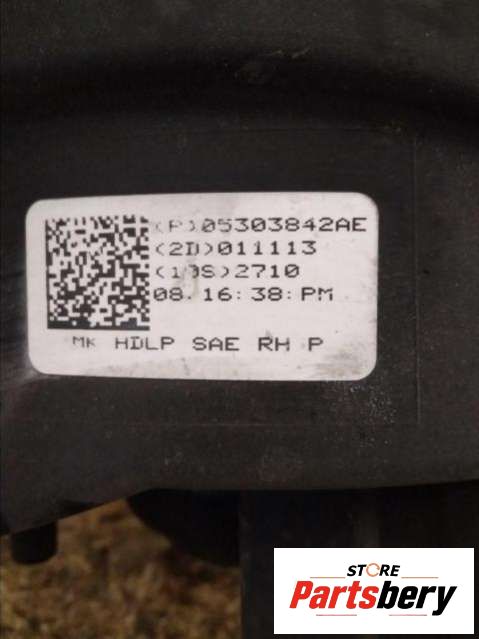 (P)05303842AE
(2D)011113
(10S)2710
08.16:38:PM
MK HDLP SAE RH P
STORE
Partsbery